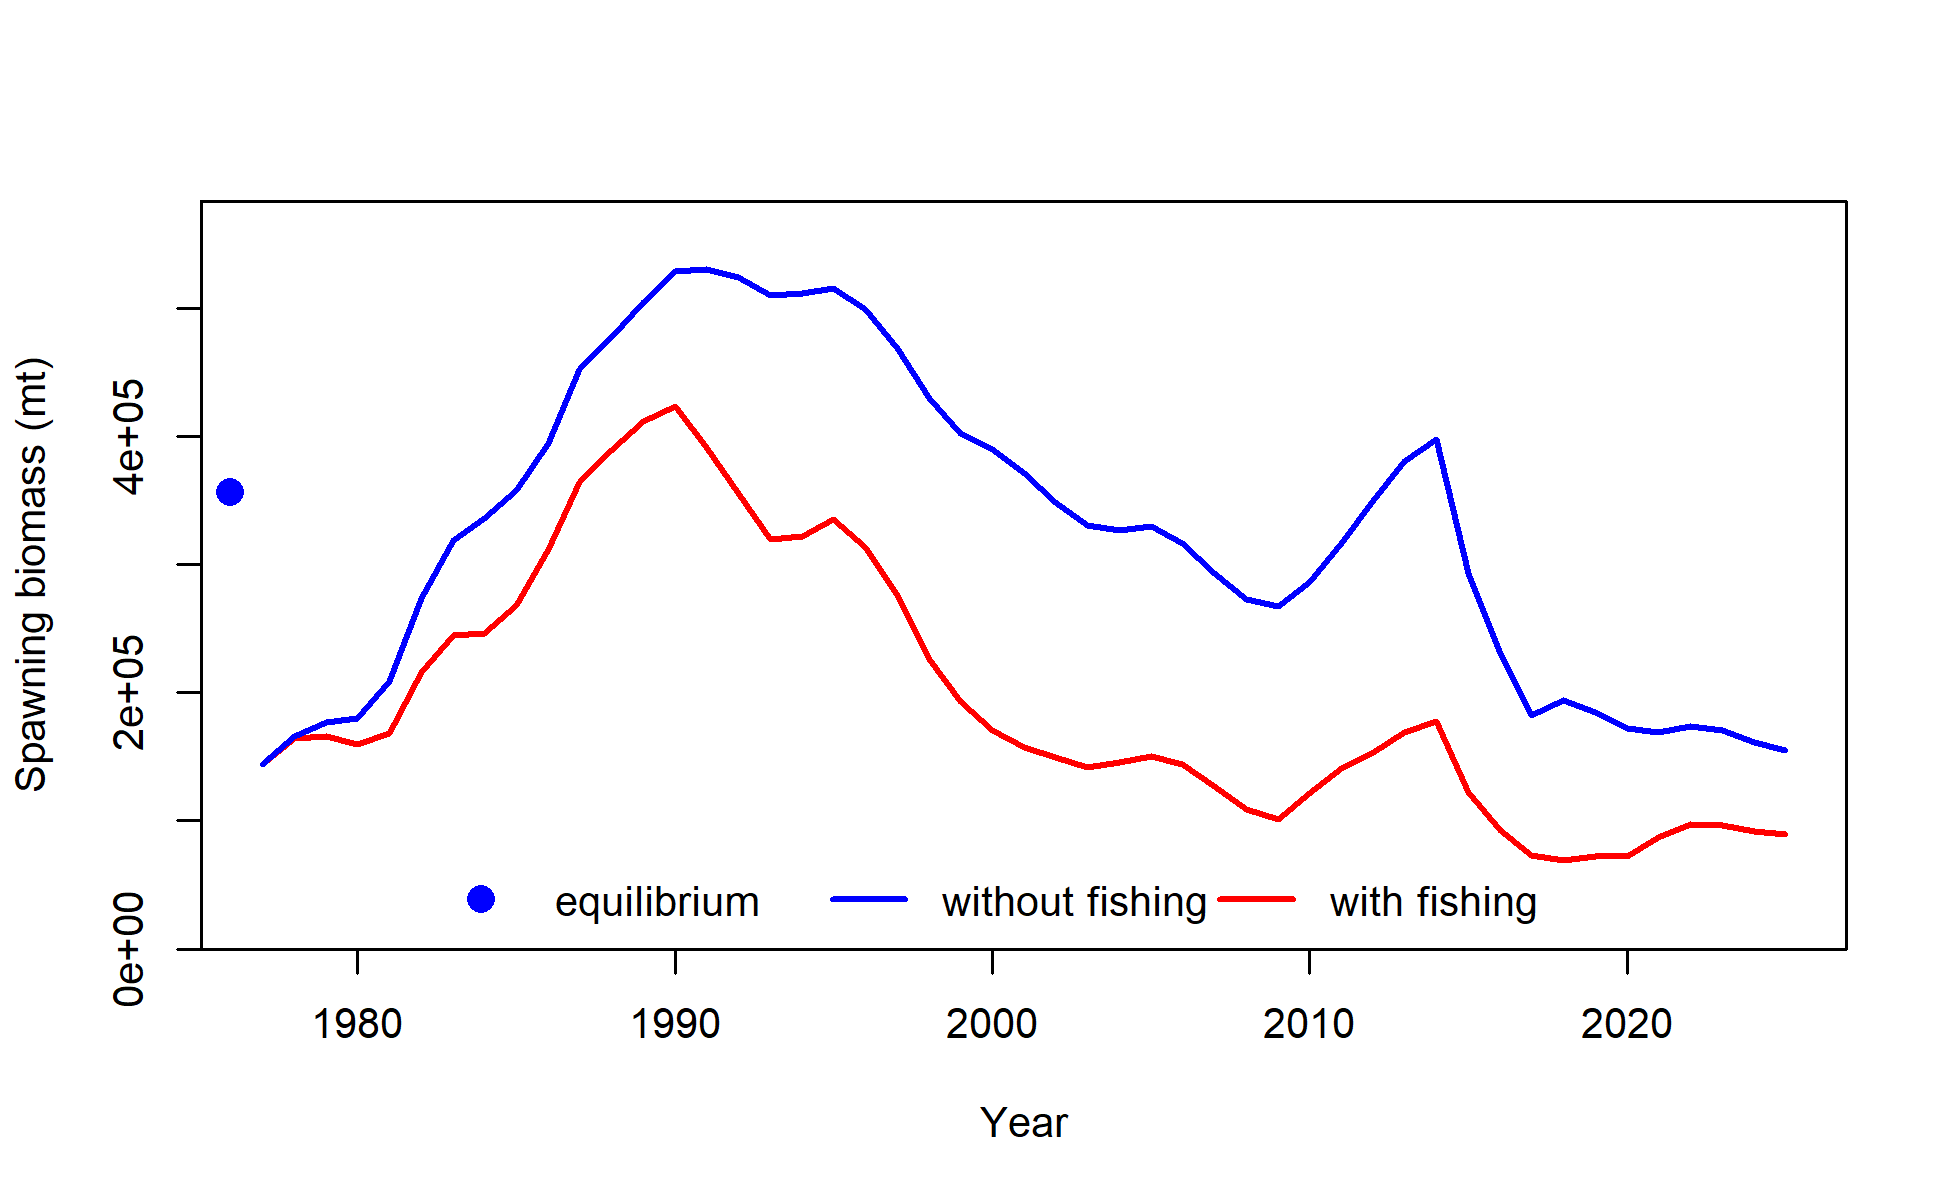 Spawning biomass (mt)
4e+05
2e+05
0e+00
equilibrium without fishing with fishing
1980 1990 2000 2010 2020
Year